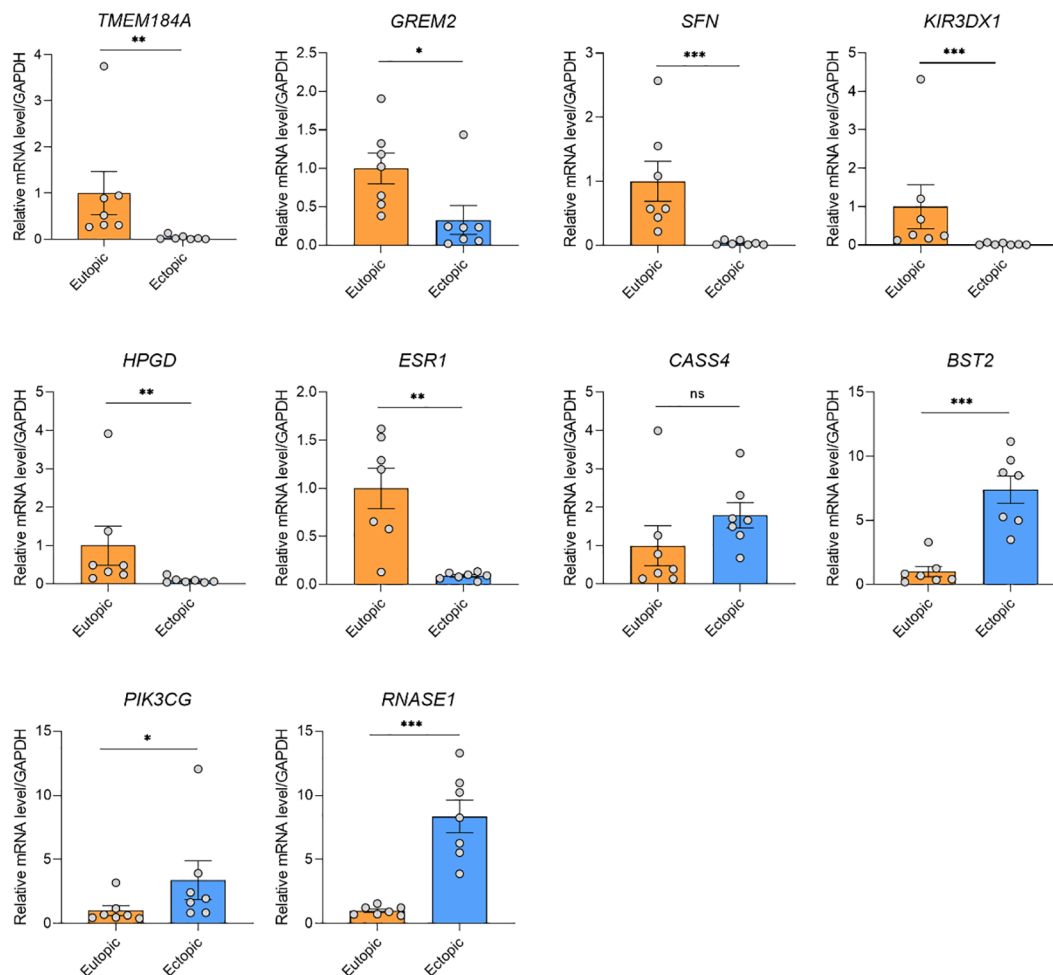 TMEM184A
**
Relative mRNA level/GAPDH
4
3
2
1
0
Eutopic
Ectopic
GREM2
*
Relative mRNA level/GAPDH
2.5
2.0
1.5
1.0
0.5
0.0
Eutopic
Ectopic
SFN
***
Relative mRNA level/GAPDH
3
2
1
0
Eutopic
Ectopic
KIR3DX1
***
Relative mRNA level/GAPDH
5
4
3
2
1
0
Eutopic
Ectopic
HPGD
**
Relative mRNA level/GAPDH
5
4
3
2
1
0
Eutopic
Ectopic
ESR1
**
Relative mRNA level/GAPDH
2.0
1.5
1.0
0.5
0.0
Eutopic
Ectopic
CASS4
ns
Relative mRNA level/GAPDH
5
4
3
2
1
0
Eutopic
Ectopic
BST2
***
Relative mRNA level/GAPDH
15
10
5
0
Eutopic
Ectopic
PIK3CG
*
Relative mRNA level/GAPDH
15
10
5
0
Eutopic
Ectopic
RNASE1
***
Relative mRNA level/GAPDH
15
10
5
0
Eutopic
Ectopic